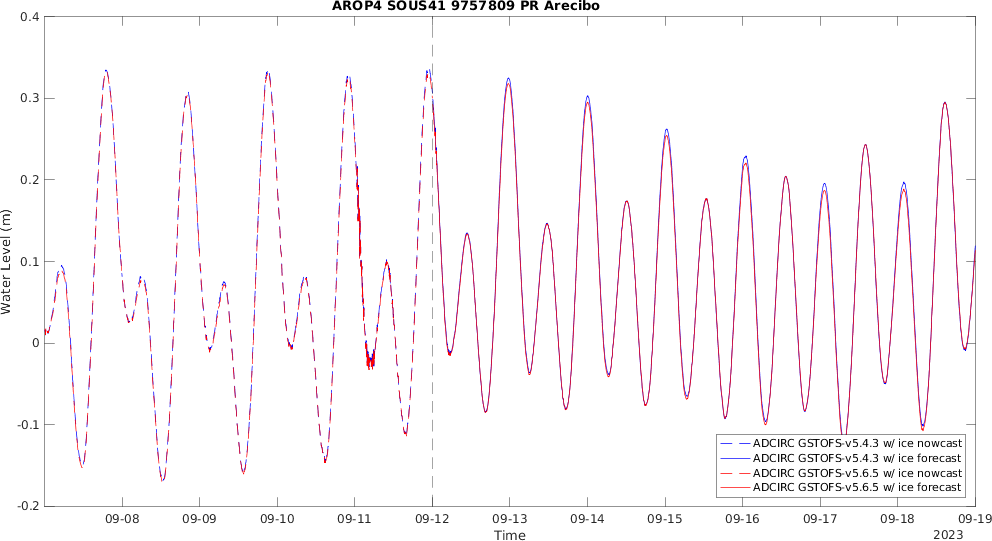 AROP4 SOUS41 9757809 PR Arecibo
0.4
0.3
0.2
0.1
0
-0.1
-0.2
Water Level (m)
ADCIRC GSTOFS-v5.4.3 w/ ice nowcast
ADCIRC GSTOFS-v5.4.3 w/ ice forecast
ADCIRC GSTOFS-v5.6.5 w/ ice nowcast
ADCIRC GSTOFS-v5.6.5 w/ ice forecast
09-08 09-09 09-10 09-11 09-12 09-13 09-14 09-15 09-16 09-17 09-18 09-19
Time
2023